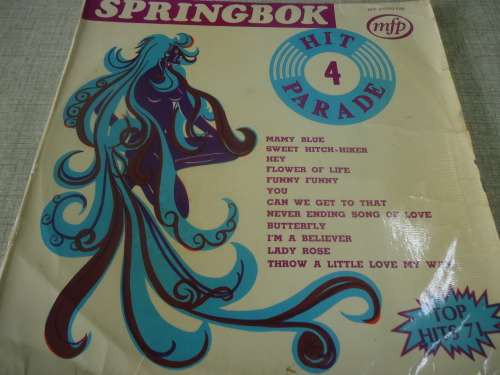 SPRINGBOK
mfp
HIT
4
PARADE
MAMY BLUE
SWEET HITCH-HIKER
HEY
FLOWER OF LIFE
FUNNY FUNNY
YOU
CAN WE GET TO THAT
NEVER ENDING SONG OF LOVE
BUTTERFLY
I'M A BELIEVER
LADY ROSE
THROW A LITTLE LOVE MY WAY
TOP
HITS 71